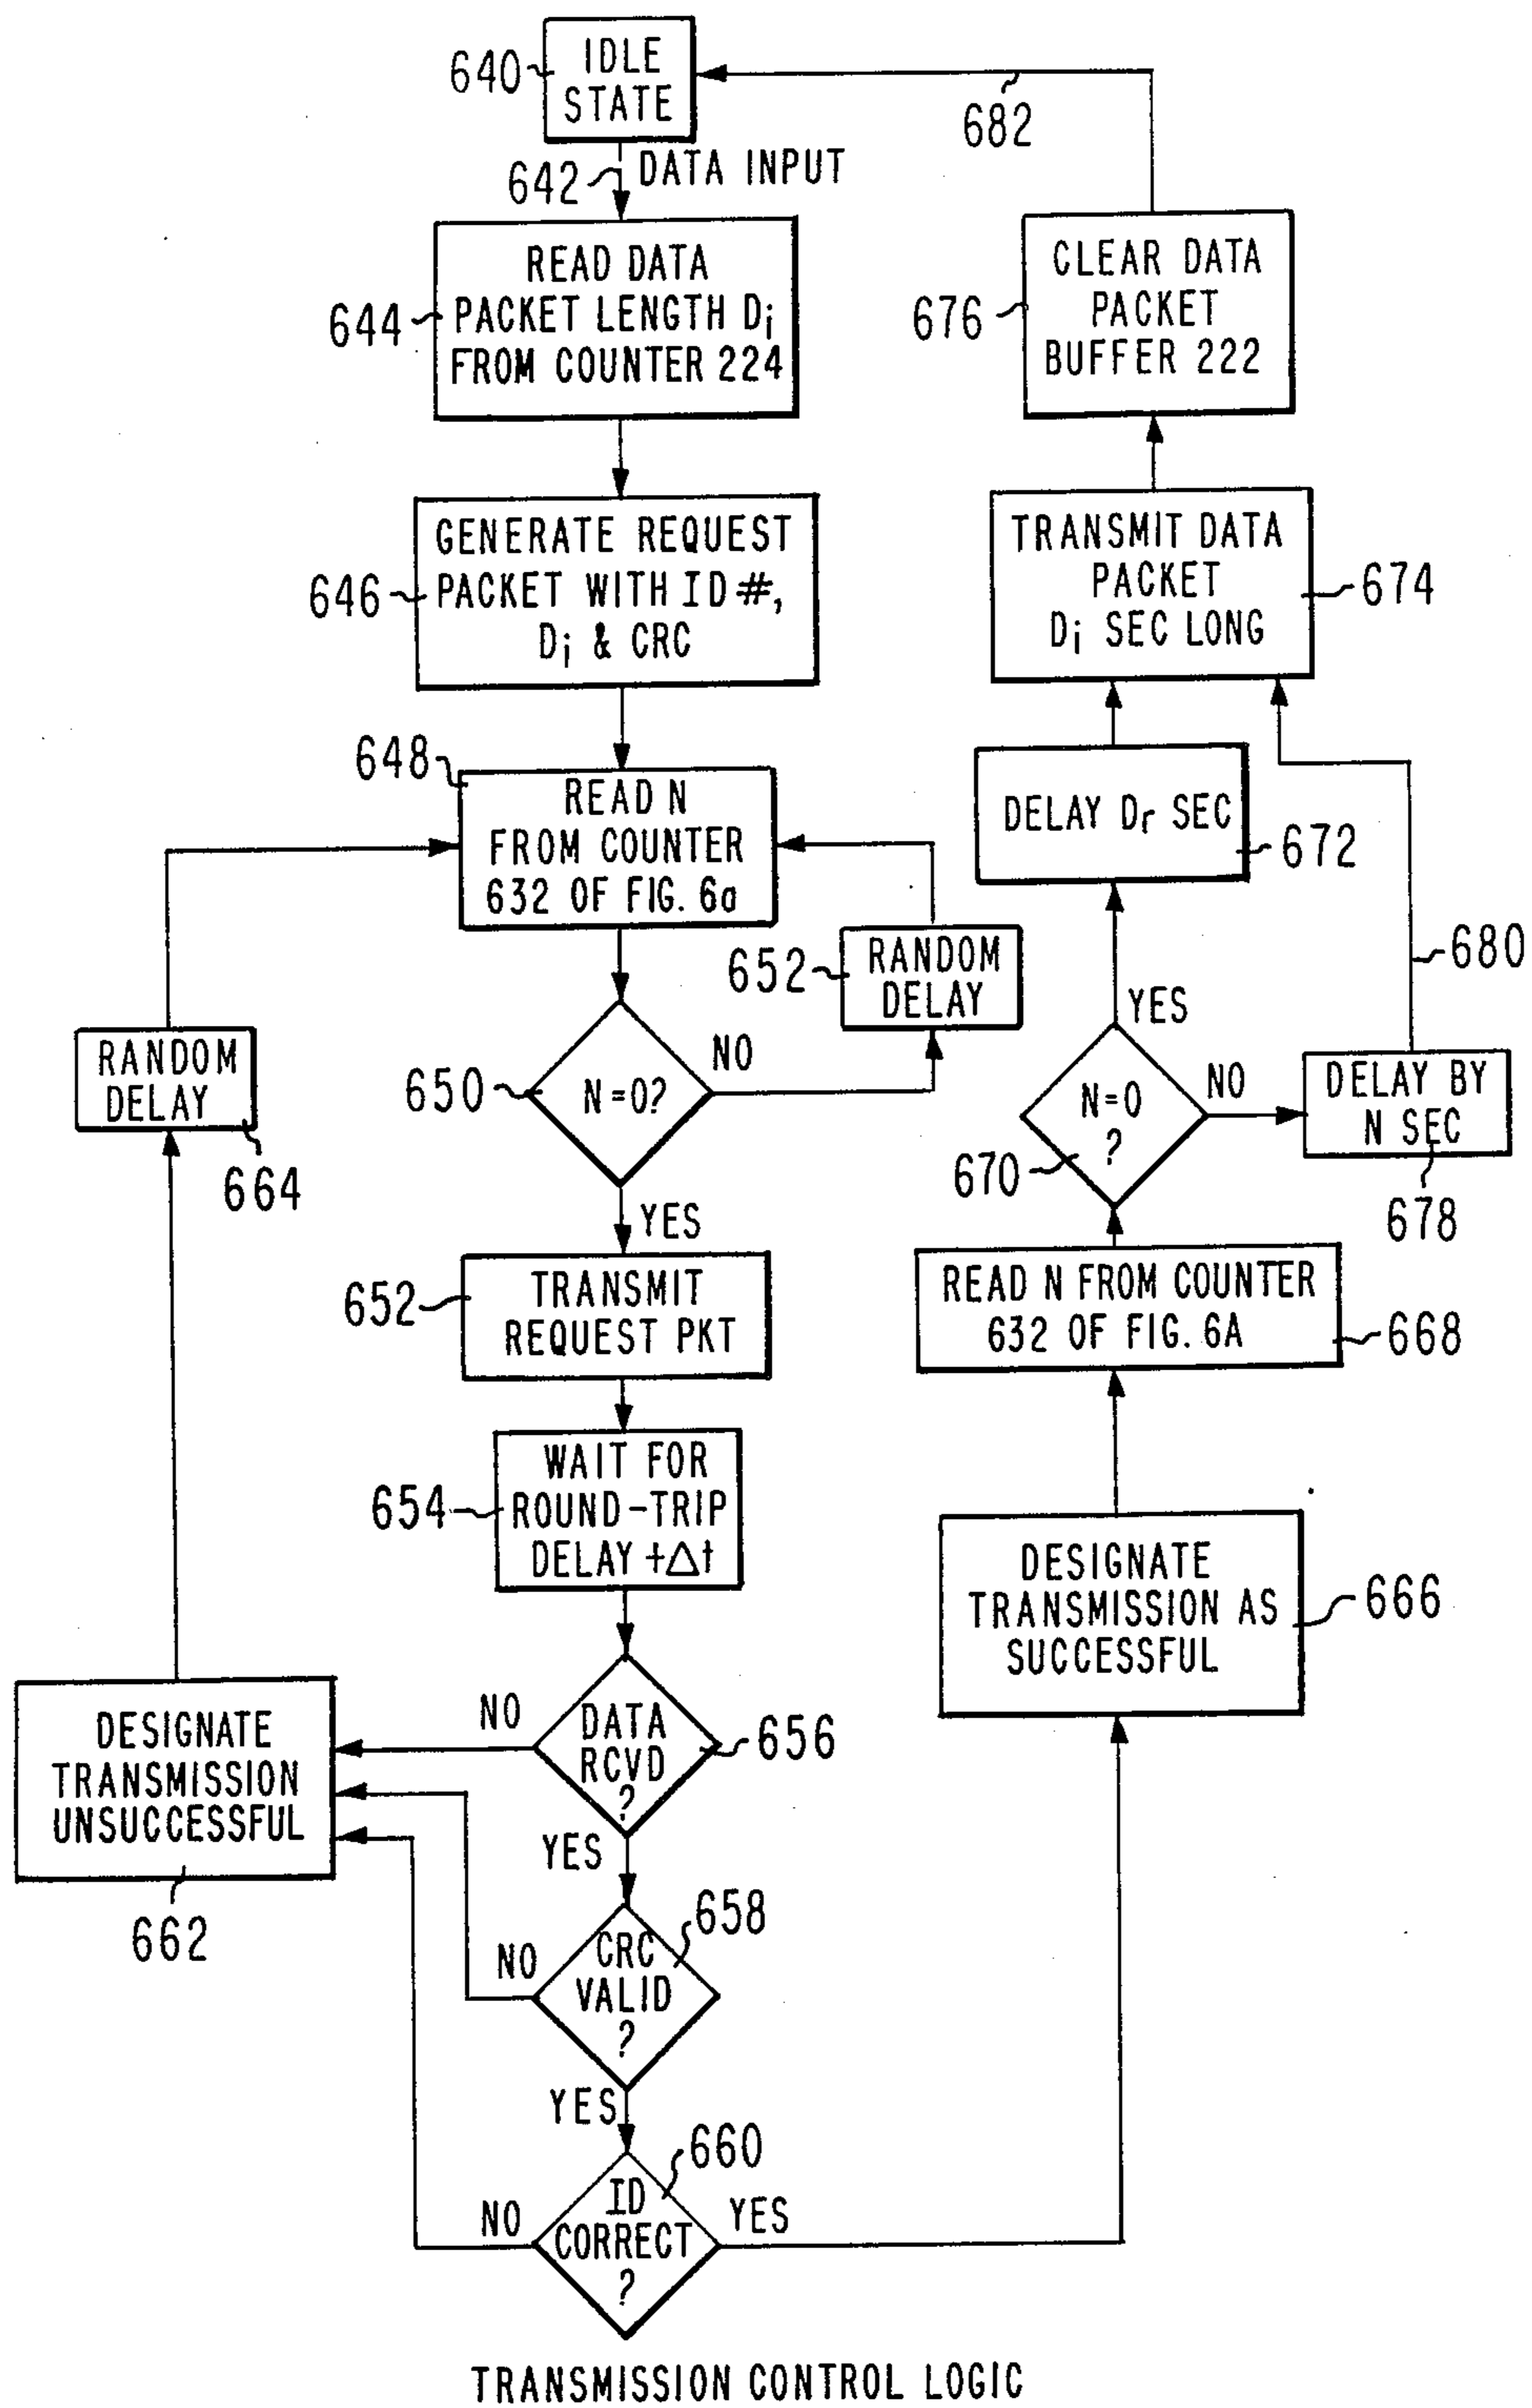 640
IDLE
STATE
682
642
DATA INPUT
644
READ DATA
PACKET LENGTH Di
FROM COUNTER 224
676
CLEAR DATA
PACKET
BUFFER 222
646
GENERATE REQUEST
PACKET WITH ID #,
Di & CRC
TRANSMIT DATA
PACKET
Di SEC LONG
674
648
READ N
FROM COUNTER
632 OF FIG. 6a
DELAY Dr SEC
672
652
RANDOM
DELAY
680
RANDOM
DELAY
664
650
N=0?
NO
YES
YES
N=0
?
670
NO
DELAY BY
N SEC
678
652
TRANSMIT
REQUEST PKT
READ N FROM COUNTER
632 OF FIG. 6A
668
654
WAIT FOR
ROUND-TRIP
DELAY +Δt
DESIGNATE
TRANSMISSION AS
SUCCESSFUL
666
DESIGNATE
TRANSMISSION
UNSUCCESSFUL
662
NO
DATA
RCVD
?
656
YES
658
NO
CRC
VALID
?
YES
660
NO
ID
CORRECT
?
YES
TRANSMISSION CONTROL LOGIC